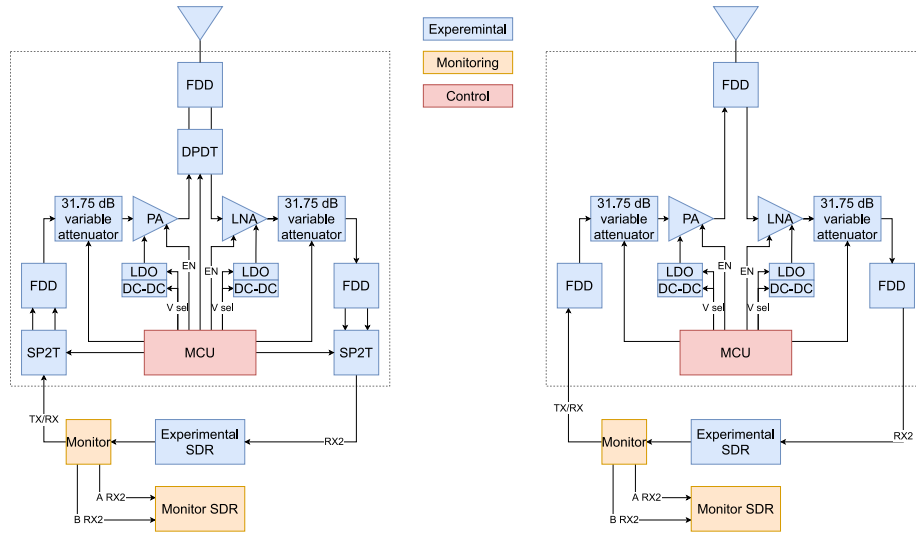 Experemintal
Monitoring
Control
FDD
DPDT
31.75 dB
variable
attenuator
PA
LNA
31.75 dB
variable
attenuator
EN
EN
LDO
DC-DC
LDO
DC-DC
FDD
FDD
V sel
V sel
SP2T
MCU
SP2T
TX/RX
Monitor
Experimental
SDR
RX2
A RX2
B RX2
Monitor SDR
FDD
31.75 dB
variable
attenuator
PA
LNA
31.75 dB
variable
attenuator
EN
EN
LDO
DC-DC
LDO
DC-DC
FDD
FDD
V sel
V sel
MCU
TX/RX
Monitor
Experimental
SDR
RX2
A RX2
B RX2
Monitor SDR